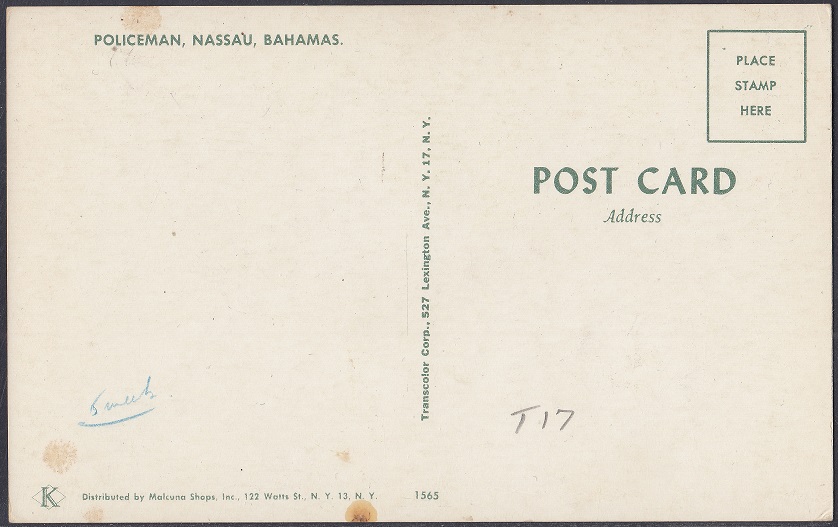 POLICEMAN, NASSAU, BAHAMAS.
PLACE
STAMP
HERE
POST CARD
Address
Transcolor Corp., 527 Lexington Ave., N. Y. 17, N. Y.
T17
K
Distributed by Malcuna Shops, Inc., 122 Watts St., N. Y. 13, N. Y.
1565